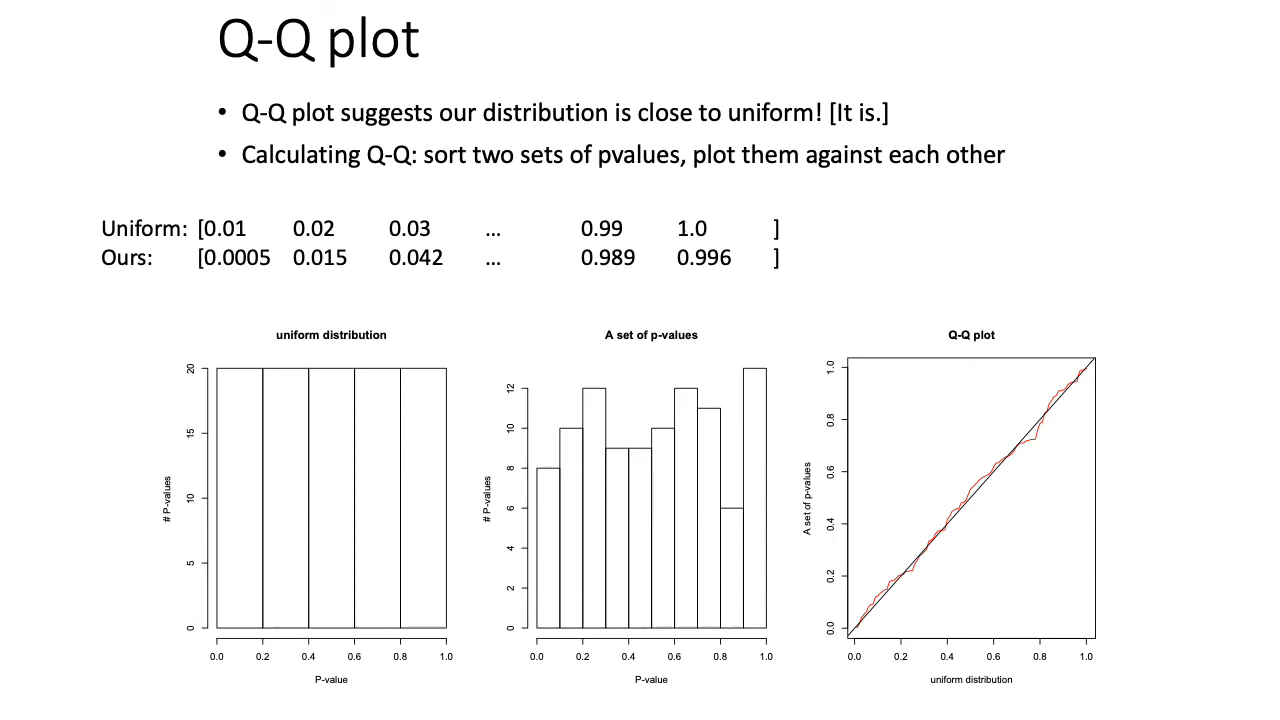 Q-Q plot
• Q-Q plot suggests our distribution is close to uniform! [It is.]
• Calculating Q-Q: sort two sets of pvalues, plot them against each other
Uniform: [0.01 0.02 0.03 ... 0.99 1.0 ]
Ours: [0.0005 0.015 0.042 ... 0.989 0.996 ]
uniform distribution
# P-values
20
15
10
5
0
0.0 0.2 0.4 0.6 0.8 1.0
P-value
A set of p-values
# P-values
12
10
8
6
4
2
0
0.0 0.2 0.4 0.6 0.8 1.0
P-value
Q-Q plot
A set of p-values
1.0
0.8
0.6
0.4
0.2
0.0
0.0 0.2 0.4 0.6 0.8 1.0
uniform distribution